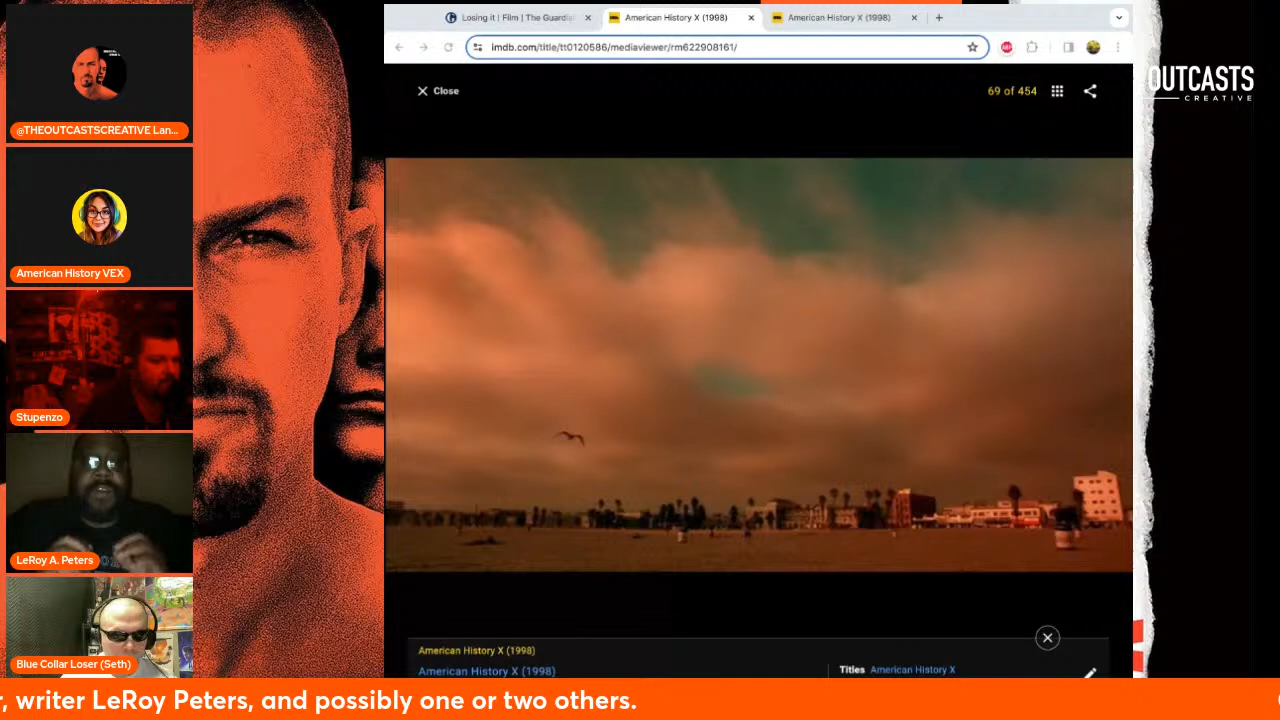 Losing it | Film | The Guardia
American History X (1998)
American History X (1998)
imdb.com/title/tt0120586/mediaviewer/rm622908161/
Close
69 of 454
OUTCASTS
CREATIVE
@THEOUTCASTSCREATIVE Lan...
American History VEX
Stupenzo
LeRoy A. Peters
Blue Collar Loser (Seth)
American History X (1998)
American History X (1998)
Titles American History X
, writer LeRoy Peters, and possibly one or two others.